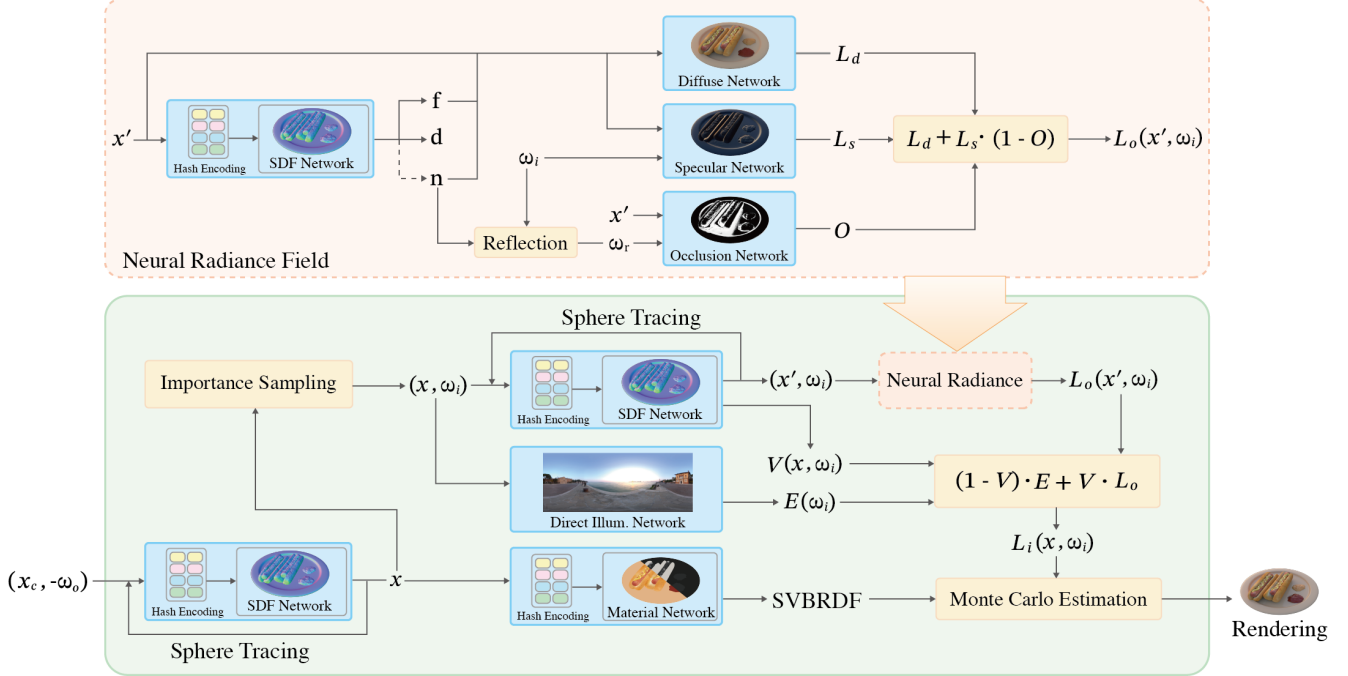 x′
Hash Encoding
SDF Network
f
d
n
ω_i
Reflection
x′
ω_r
Diffuse Network
Specular Network
Occlusion Network
L_d
L_s
O
L_d + L_s · (1 - O)
L_o(x′, ω_i)
Neural Radiance Field
Sphere Tracing
Importance Sampling
(x, ω_i)
Hash Encoding
SDF Network
(x′, ω_i)
Neural Radiance
L_o(x′, ω_i)
V(x, ω_i)
Direct Illum. Network
E(ω_i)
(1 - V) · E + V · L_o
L_i(x, ω_i)
(x_c, -ω_o)
Hash Encoding
SDF Network
x
Hash Encoding
Material Network
SVBRDF
Monte Carlo Estimation
Rendering
Sphere Tracing